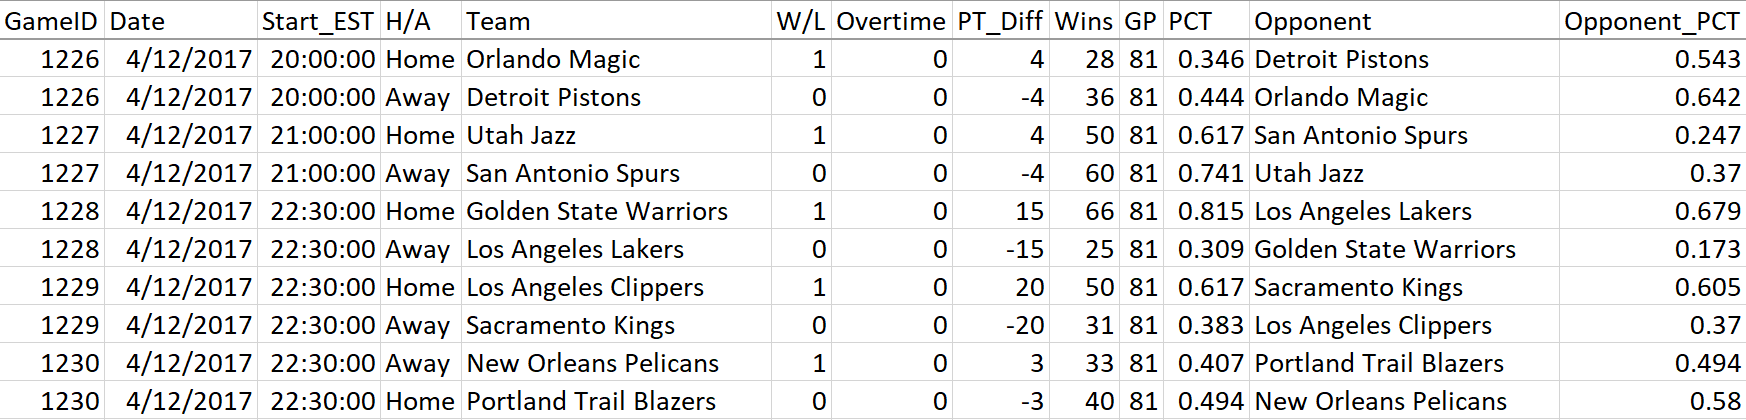 GameID Date Start_EST H/A Team W/L Overtime PT_Diff Wins GP PCT Opponent Opponent_PCT
1226 4/12/2017 20:00:00 Home Orlando Magic 1 0 4 28 81 0.346 Detroit Pistons 0.543
1226 4/12/2017 20:00:00 Away Detroit Pistons 0 0 -4 36 81 0.444 Orlando Magic 0.642
1227 4/12/2017 21:00:00 Home Utah Jazz 1 0 4 50 81 0.617 San Antonio Spurs 0.247
1227 4/12/2017 21:00:00 Away San Antonio Spurs 0 0 -4 60 81 0.741 Utah Jazz 0.37
1228 4/12/2017 22:30:00 Home Golden State Warriors 1 0 15 66 81 0.815 Los Angeles Lakers 0.679
1228 4/12/2017 22:30:00 Away Los Angeles Lakers 0 0 -15 25 81 0.309 Golden State Warriors 0.173
1229 4/12/2017 22:30:00 Home Los Angeles Clippers 1 0 20 50 81 0.617 Sacramento Kings 0.605
1229 4/12/2017 22:30:00 Away Sacramento Kings 0 0 -20 31 81 0.383 Los Angeles Clippers 0.37
1230 4/12/2017 22:30:00 Away New Orleans Pelicans 1 0 3 33 81 0.407 Portland Trail Blazers 0.494
1230 4/12/2017 22:30:00 Home Portland Trail Blazers 0 0 -3 40 81 0.494 New Orleans Pelicans 0.58